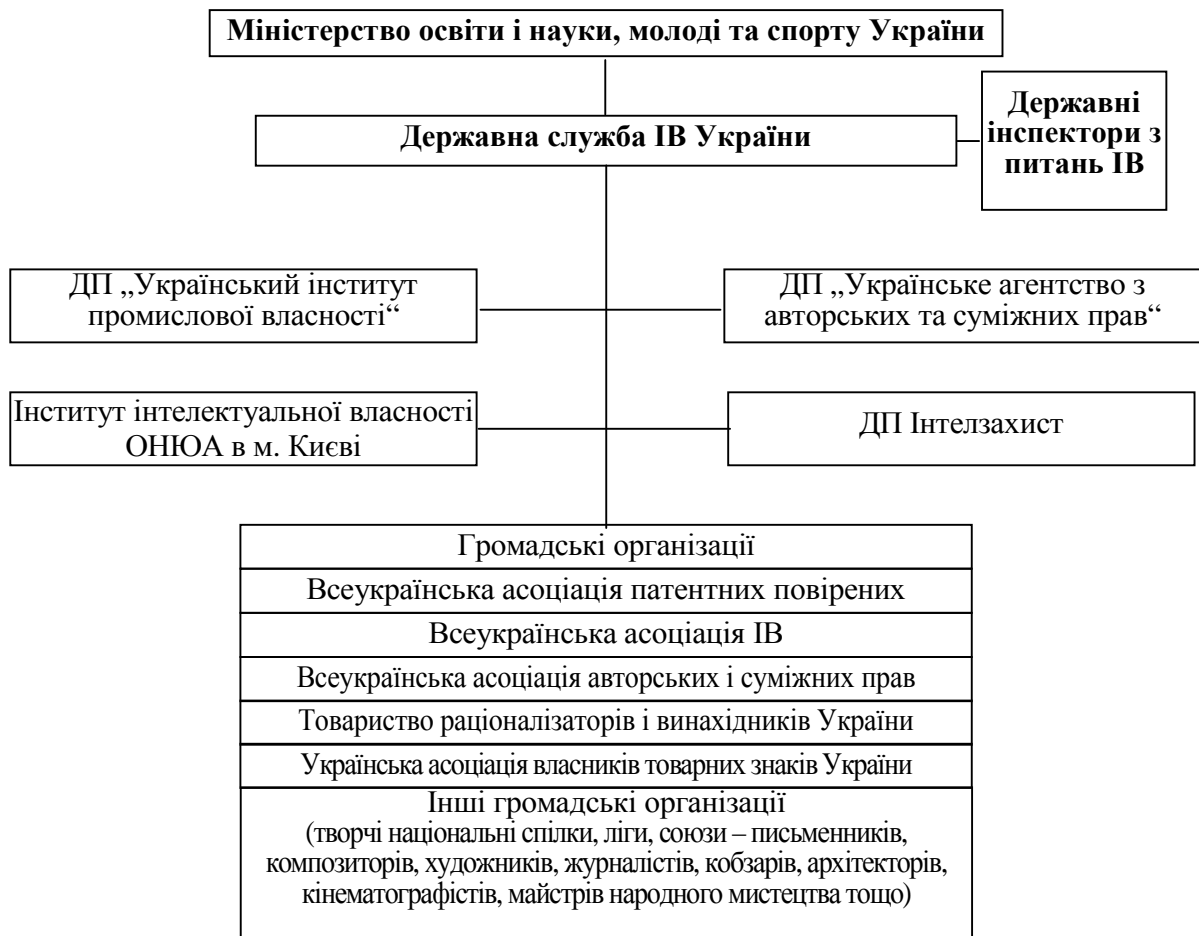 Міністерство освіти і науки, молоді та спорту України
Державна служба ІВ України
Державні
інспектори з
питань ІВ
ДП „Український інститут
промислової власності“
ДП „Українське агентство з
авторських та суміжних прав“
Інститут інтелектуальної власності
ОНЮА в м. Києві
ДП Інтелзахист
Громадські організації
Всеукраїнська асоціація патентних повірених
Всеукраїнська асоціація ІВ
Всеукраїнська асоціація авторських і суміжних прав
Товариство раціоналізаторів і винахідників України
Українська асоціація власників товарних знаків України
Інші громадські організації
(творчі національні спілки, ліги, союзи – письменників,
композиторів, художників, журналістів, кобзарів, архітекторів,
кінематографістів, майстрів народного мистецтва тощо)